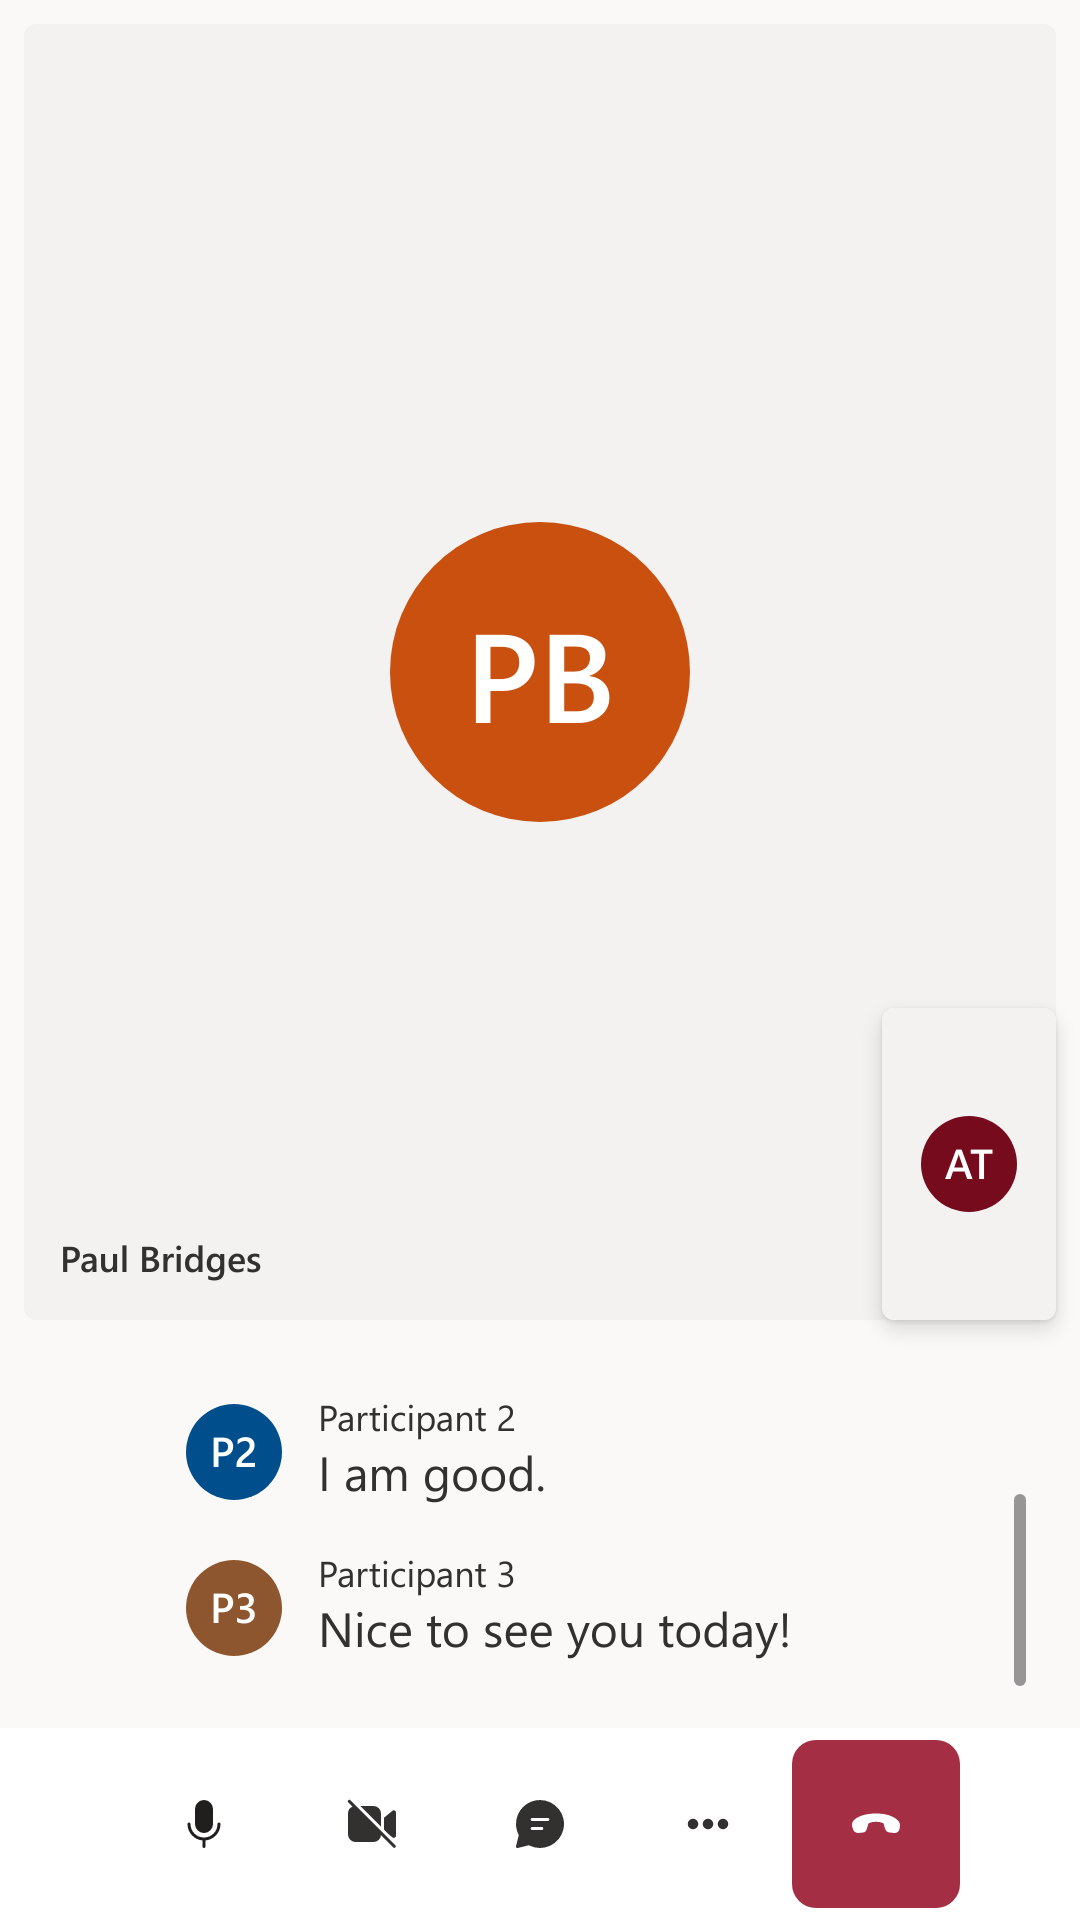 PB
AT
Paul Bridges
P2
Participant 2
I am good.
P3
Participant 3
Nice to see you today!